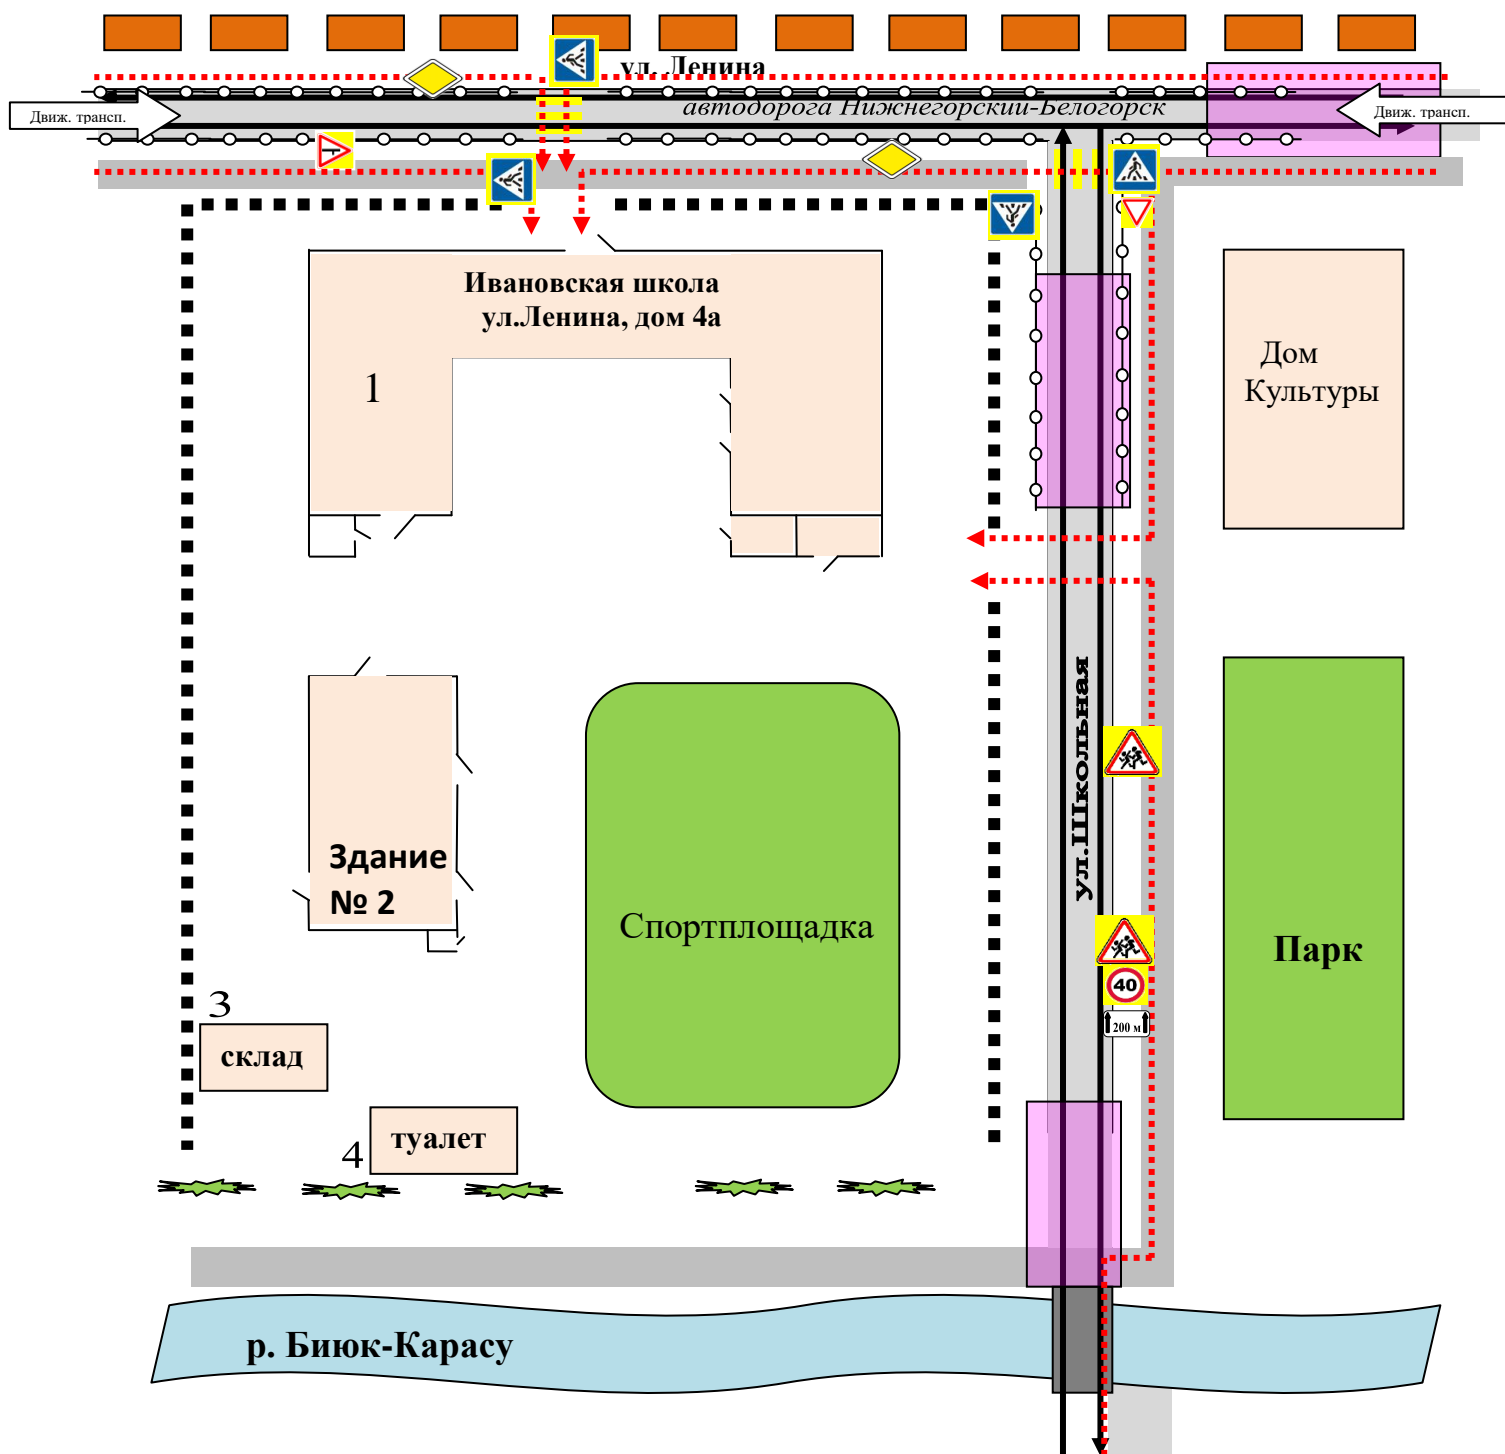 ул. Ленина
автодорога Нижнегорский-Белогорск
Движ. трансп.
Движ. трансп.
Ивановская школа
ул.Ленина, дом 4а
1
Дом
Культуры
ул.Школьная
Здание
№ 2
Спортплощадка
Парк
40
200 м
3
склад
4
туалет
р. Биюк-Карасу